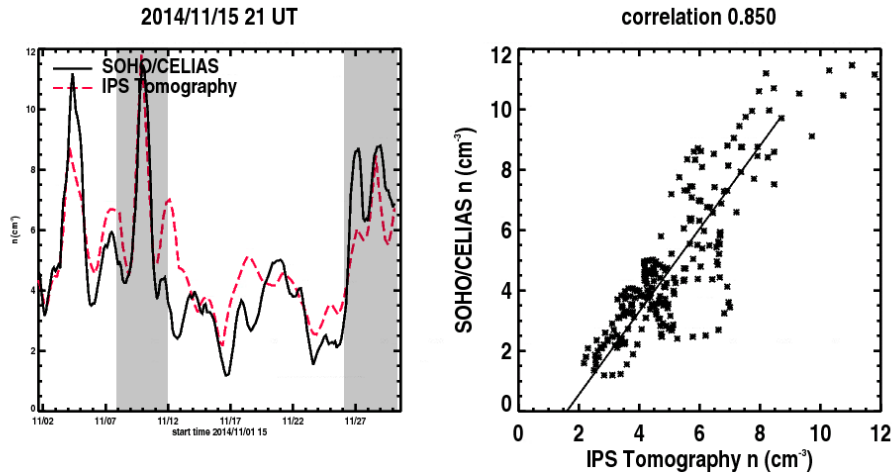 2014/11/15 21 UT
12
SOHO/CELIAS
IPS Tomography
10
8
6
4
2
0
n (cm⁻³)
11/02 11/07 11/12 11/17 11/22 11/27
start time 2014/11/01 15
correlation 0.850
12
10
8
6
4
2
0
SOHO/CELIAS n (cm⁻³)
0 2 4 6 8 10 12
IPS Tomography n (cm⁻³)